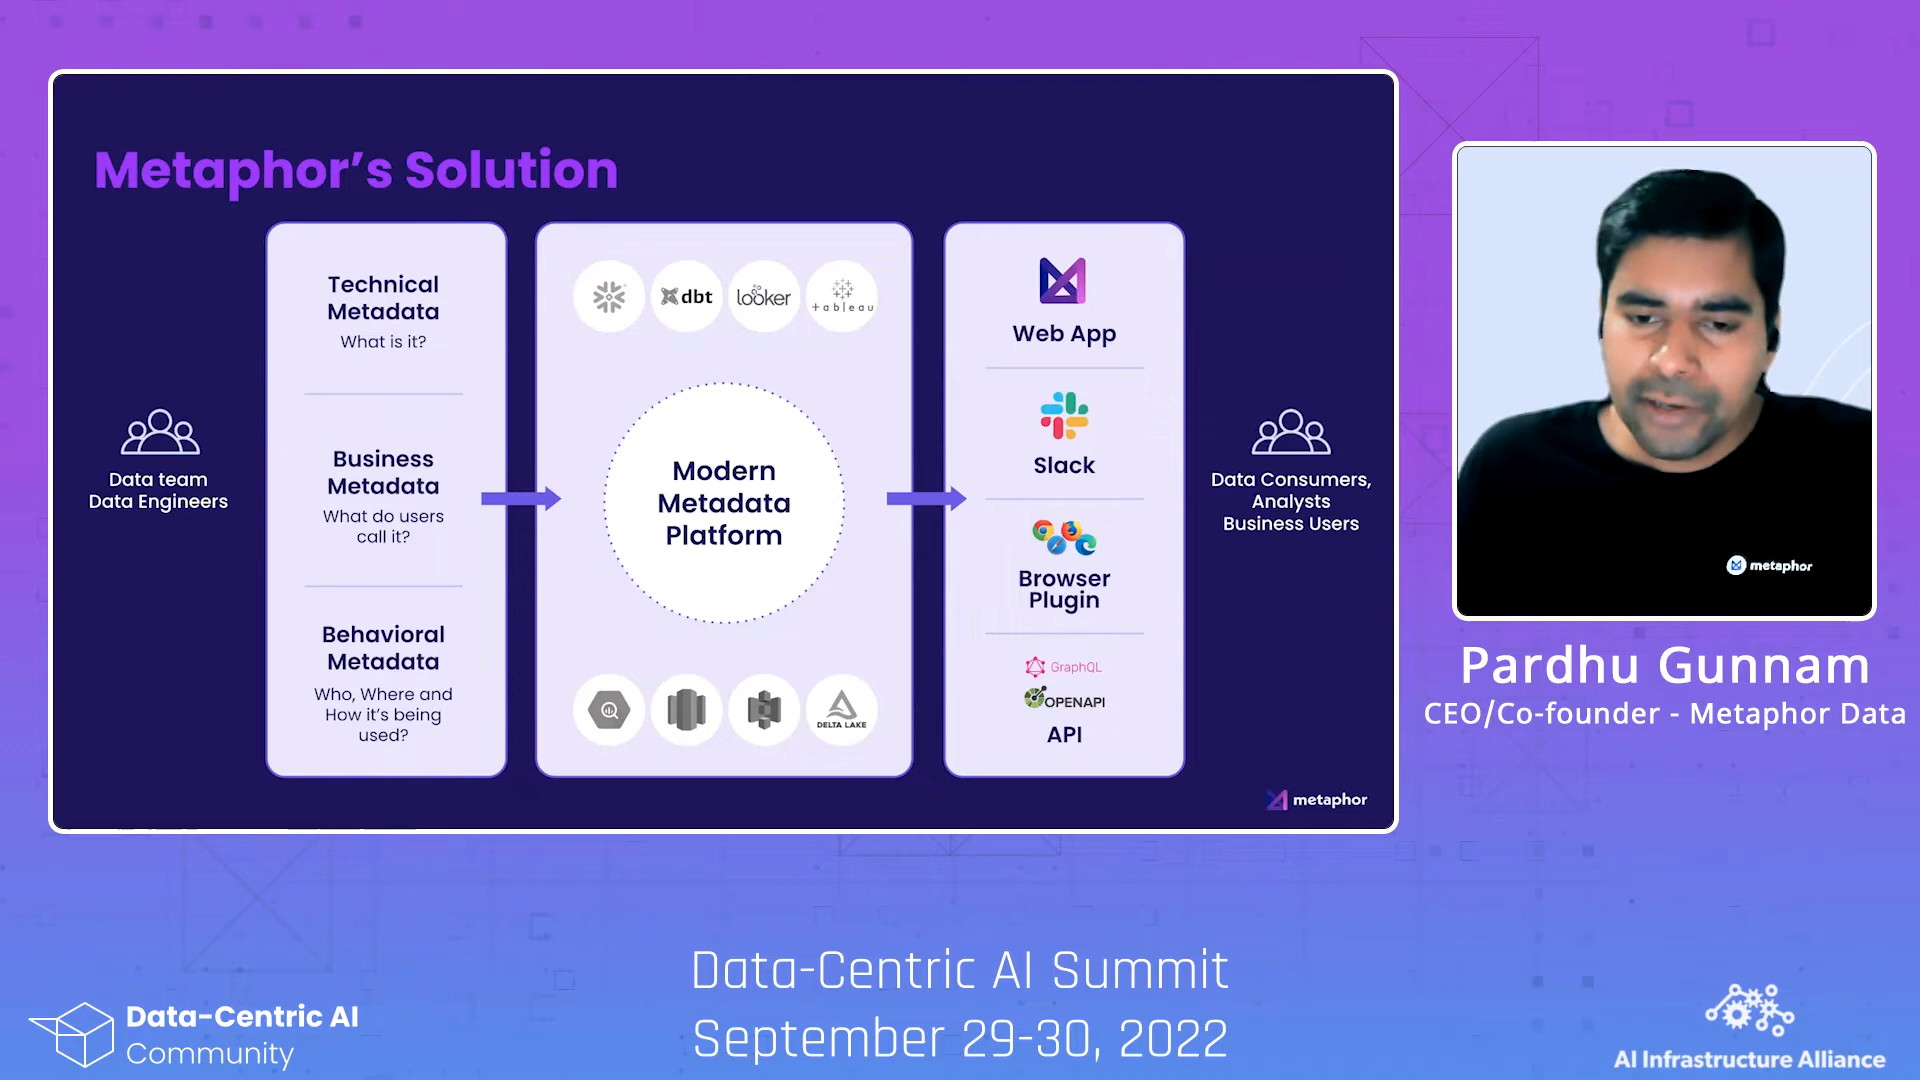 Metaphor's Solution
Data team
Data Engineers
Technical
Metadata
What is it?
Business
Metadata
What do users
call it?
Behavioral
Metadata
Who, Where and
How it's being
used?
dbt
looker
+ableau
Modern
Metadata
Platform
DELTA LAKE
Web App
Slack
Browser
Plugin
GraphQL
OPENAPI
API
Data Consumers,
Analysts
Business Users
metaphor
metaphor
Pardhu Gunnam
CEO/Co-founder - Metaphor Data
Data-Centric AI Summit
September 29-30, 2022
Data-Centric AI
Community
AI Infrastructure Alliance